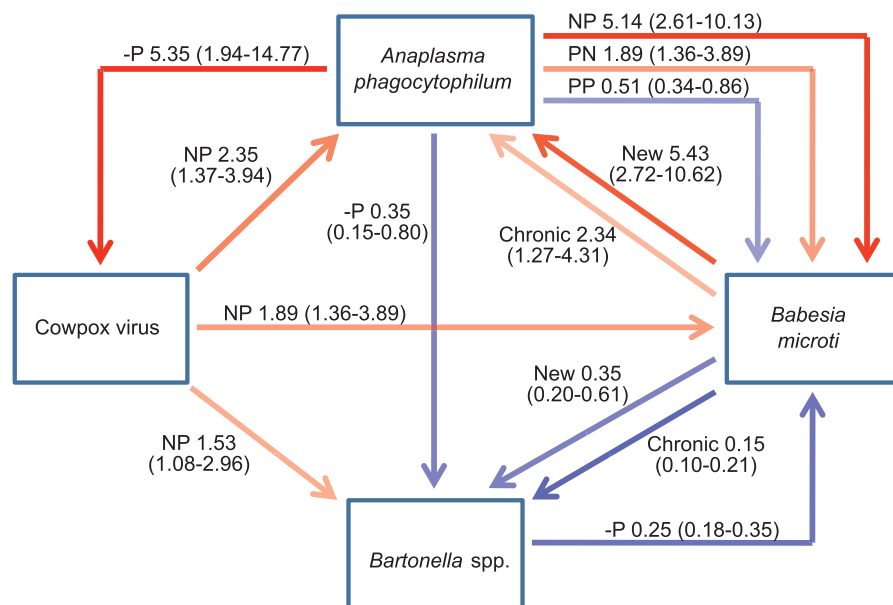 -P 5.35 (1.94-14.77)
Anaplasma
phagocytophilum
NP 5.14 (2.61-10.13)
PN 1.89 (1.36-3.89)
PP 0.51 (0.34-0.86)
NP 2.35
(1.37-3.94)
-P 0.35
(0.15-0.80)
New 5.43
(2.72-10.62)
Chronic 2.34
(1.27-4.31)
Cowpox virus
NP 1.89 (1.36-3.89)
Babesia
microti
New 0.35
(0.20-0.61)
NP 1.53
(1.08-2.96)
Chronic 0.15
(0.10-0.21)
Bartonella spp.
-P 0.25 (0.18-0.35)